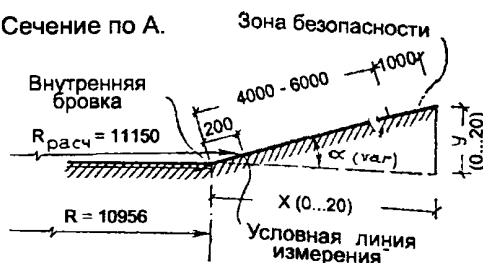 Сечение по А.
Зона безопасности
Внутренняя
бровка
4000 - 6000
1000
200
Rрасч = 11150
α (var)
y
(0...20)
R = 10956
X (0...20)
Условная линия
измерения